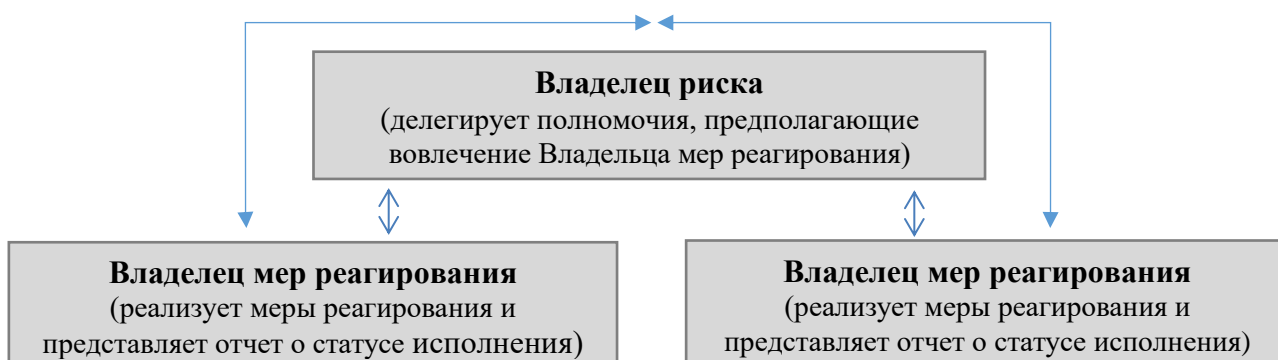 Владелец риска
(делегирует полномочия, предполагающие
вовлечение Владельца мер реагирования)
Владелец мер реагирования
(реализует меры реагирования и
представляет отчет о статусе исполнения)
Владелец мер реагирования
(реализует меры реагирования и
представляет отчет о статусе исполнения)